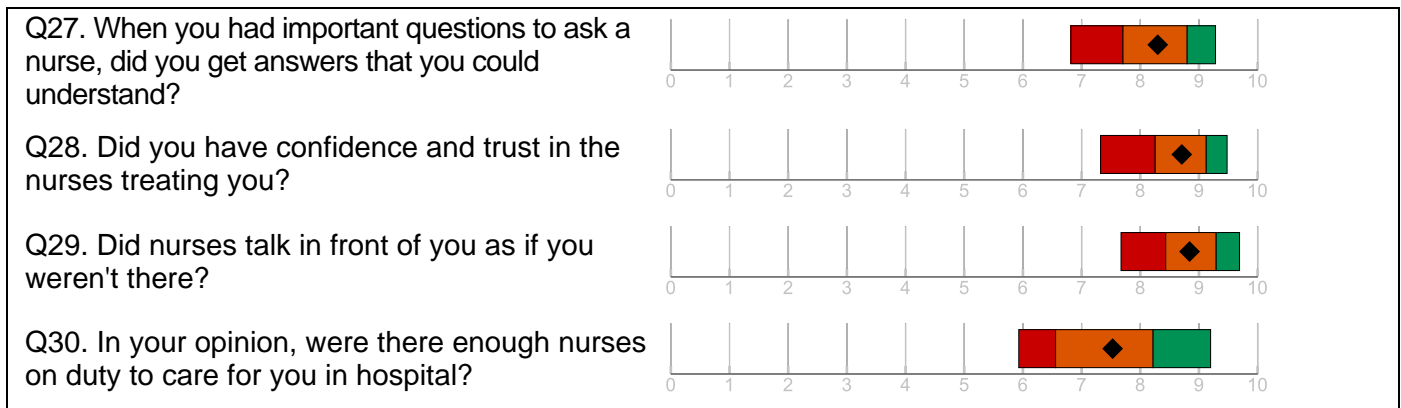 Q27. When you had important questions to ask a
nurse, did you get answers that you could
understand?
0 1 2 3 4 5 6 7 8 9 10
Q28. Did you have confidence and trust in the
nurses treating you?
0 1 2 3 4 5 6 7 8 9 10
Q29. Did nurses talk in front of you as if you
weren't there?
0 1 2 3 4 5 6 7 8 9 10
Q30. In your opinion, were there enough nurses
on duty to care for you in hospital?
0 1 2 3 4 5 6 7 8 9 10